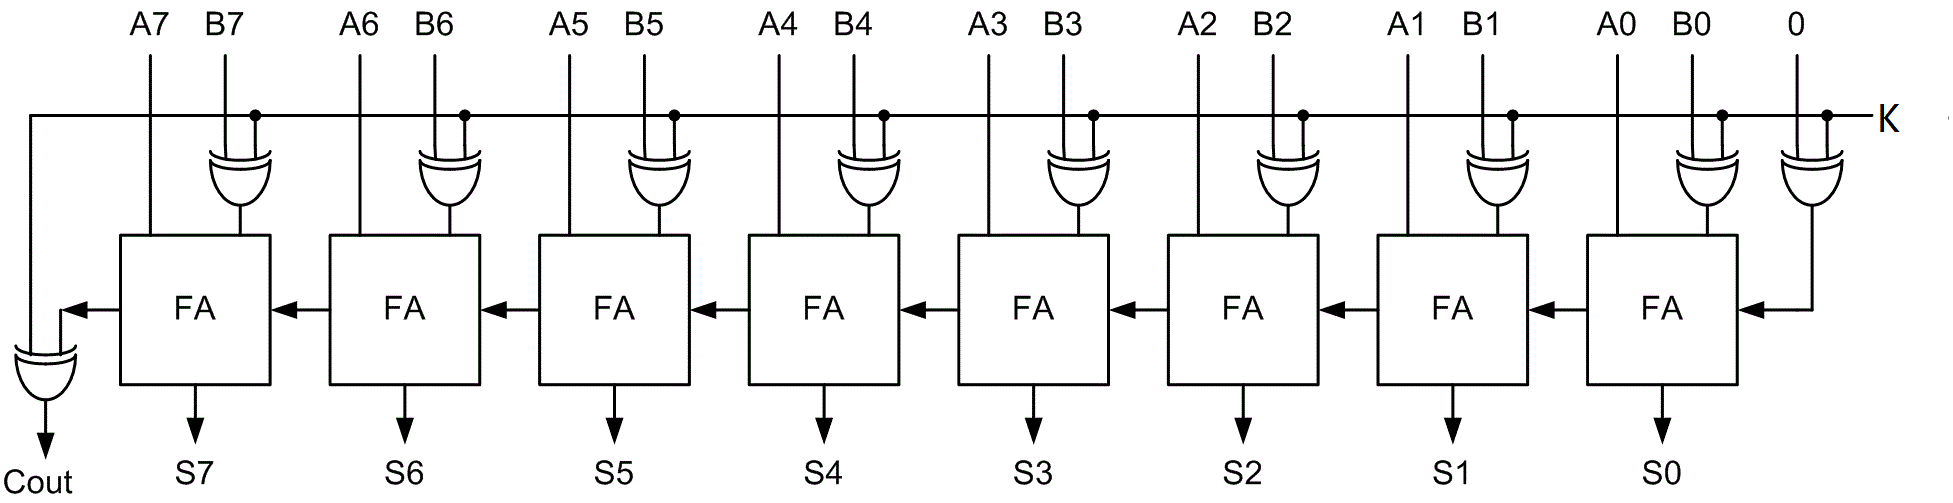 A7 B7 A6 B6 A5 B5 A4 B4 A3 B3 A2 B2 A1 B1 A0 B0 0
K
FA FA FA FA FA FA FA FA
Cout S7 S6 S5 S4 S3 S2 S1 S0